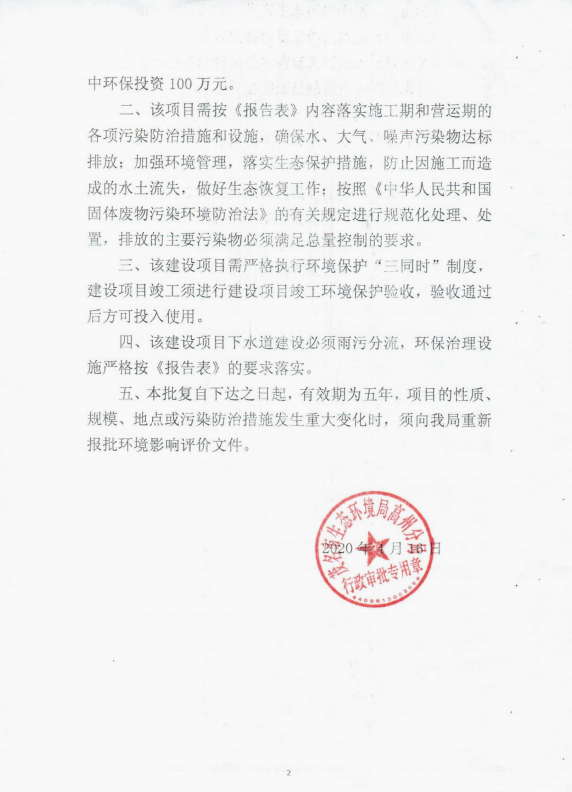 中环保投资 100 万元。
二、该项目需按《报告表》内容落实施工期和营运期的
各项污染防治措施和设施，确保水、大气、噪声污染物达标
排放；加强环境管理，落实生态保护措施，防止因施工而造
成的水土流失，做好生态恢复工作；按照《中华人民共和国
固体废物污染环境防治法》的有关规定进行规范化处理、处
置，排放的主要污染物必须满足总量控制的要求。
三、该建设项目需严格执行环境保护“三同时”制度，
建设项目竣工须进行建设项目竣工环境保护验收，验收通过
后方可投入使用。
四、该建设项目下水道建设必须雨污分流，环保治理设
施严格按《报告表》的要求落实。
五、本批复自下达之日起，有效期为五年，项目的性质、
规模、地点或污染防治措施发生重大变化时，须向我局重新
报批环境影响评价文件。
茂名市生态环境局高州分局
2020 年 4 月 16 日
行政审批专用章
2